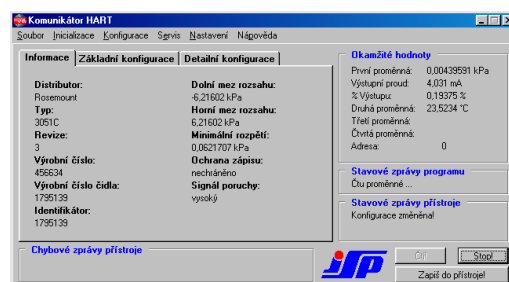 Komunikátor HART
Soubor Inicializace Konfigurace Servis Nastavení Nápověda
Informace Základní konfigurace Detailní konfigurace
Distributor:
Rosemount
Typ:
3051C
Revize:
3
Výrobní číslo:
456634
Výrobní číslo čidla:
1795139
Identifikátor:
1795139
Dolní mez rozsahu:
-6,21602 kPa
Horní mez rozsahu:
6,21602 kPa
Minimální rozpětí:
0,0621707 kPa
Ochrana zápisu:
nechráněno
Signál poruchy:
vysoký
Okamžité hodnoty
První proměnná: 0,00439591 kPa
Výstupní proud: 4,031 mA
% Výstupu: 0,19375 %
Druhá proměnná: 23,5234 °C
Třetí proměnná:
Čtvrtá proměnná:
Adresa: 0
Stavové zprávy programu
Čtu proměnné ...
Stavové zprávy přístroje
Konfigurace změněna!
Chybové zprávy přístroje
JSP
Čti! Stop!
Zapiš do přístroje!